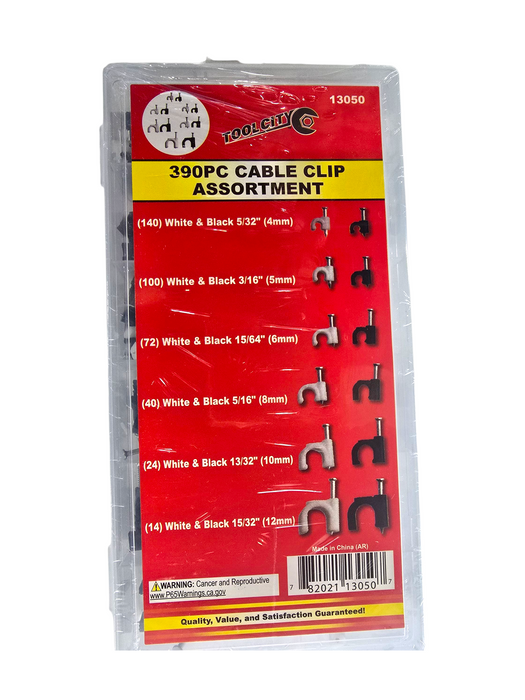 13050
TOOL CITY
390PC CABLE CLIP
ASSORTMENT
(140) White & Black 5/32" (4mm)
(100) White & Black 3/16" (5mm)
(72) White & Black 15/64" (6mm)
(40) White & Black 5/16" (8mm)
(24) White & Black 13/32" (10mm)
(14) White & Black 15/32" (12mm)
Made in China (AR)
WARNING: Cancer and Reproductive
www.P65Warnings.ca.gov
7 82021 13050 7
Quality, Value, and Satisfaction Guaranteed!